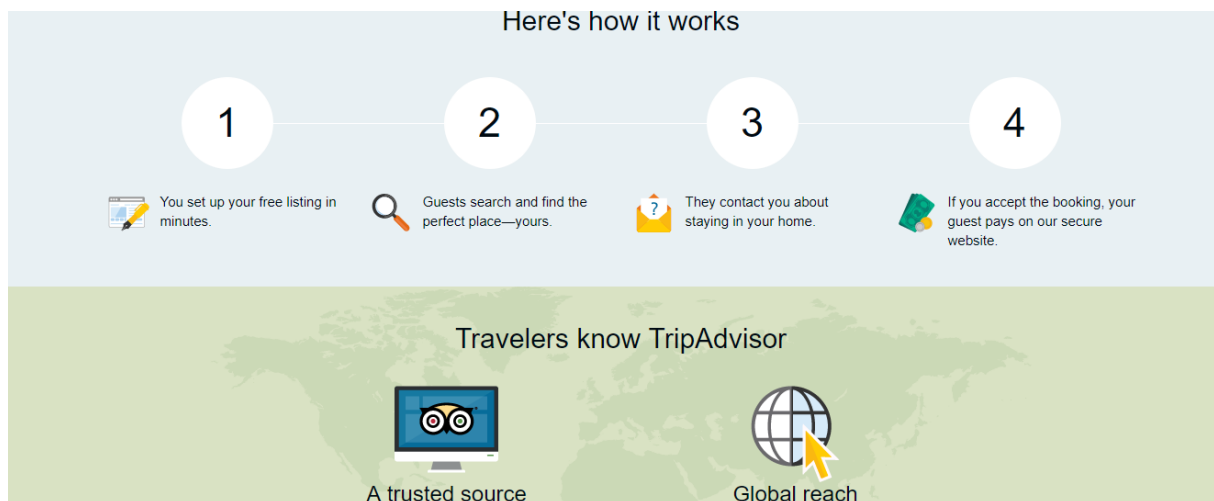 Here's how it works
1
2
3
4
You set up your free listing in
minutes.
Guests search and find the
perfect place—yours.
?
They contact you about
staying in your home.
If you accept the booking, your
guest pays on our secure
website.
Travelers know TripAdvisor
A trusted source
Global reach